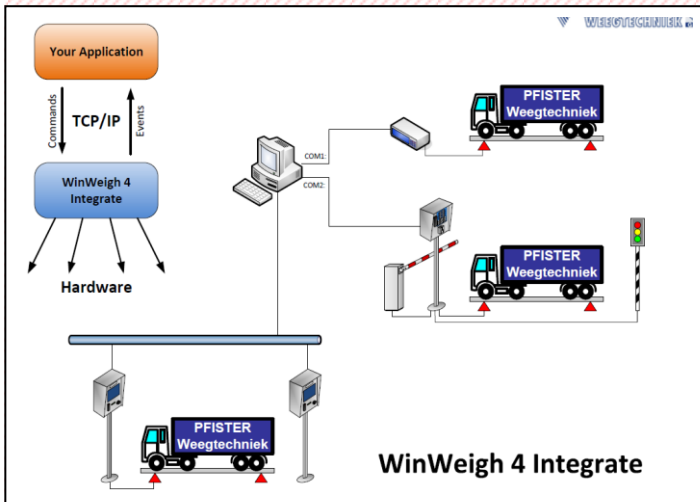 WEEGTECHNIEK
Your Application
Commands
TCP/IP
Events
WinWeigh 4
Integrate
Hardware
COM1:
COM2:
PFISTER
Weegtechniek
PFISTER
Weegtechniek
PFISTER
Weegtechniek
WinWeigh 4 Integrate